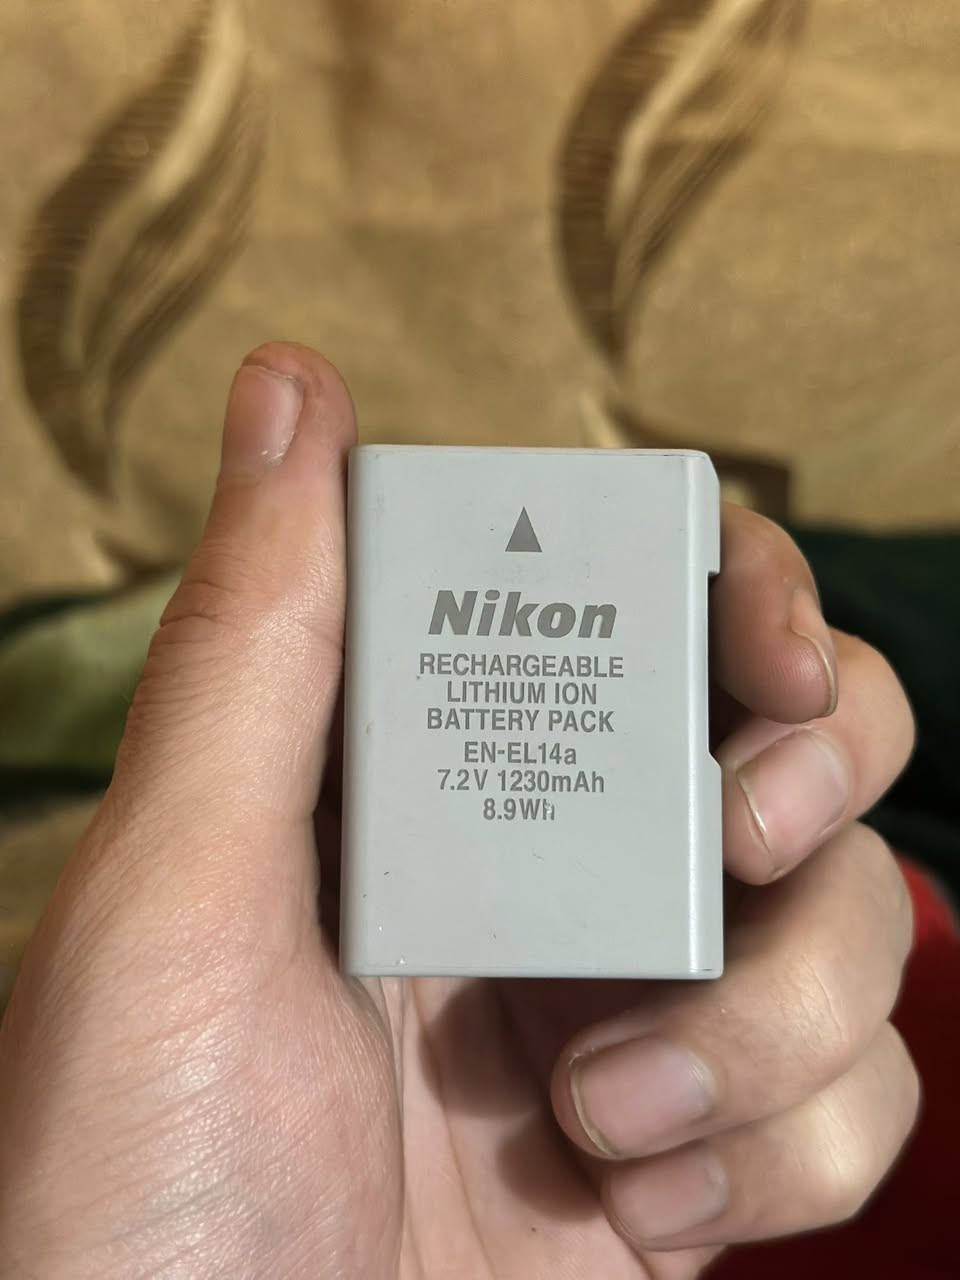 Nikon
RECHARGEABLE
LITHIUM ION
BATTERY PACK
EN-EL14a
7.2V 1230mAh
8.9Wh